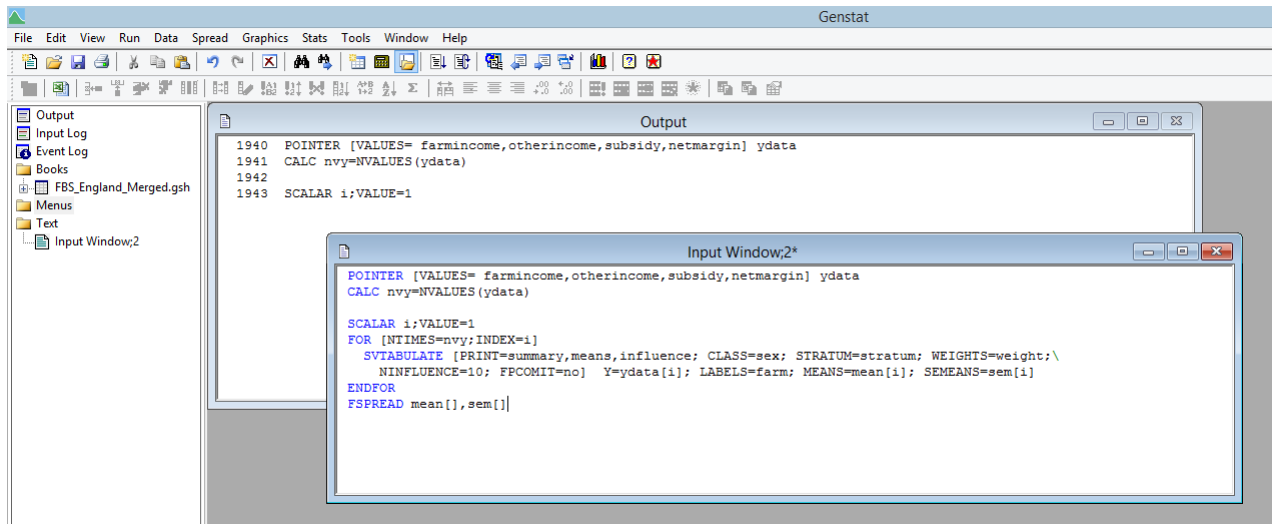 Genstat
File Edit View Run Data Spread Graphics Stats Tools Window Help
Output
Input Log
Event Log
Books
FBS_England_Merged.gsh
Menus
Text
Input Window;2
Output
1940 POINTER [VALUES= farmincome,otherincome,subsidy,netmargin] ydata
1941 CALC nvy=NVALUES(ydata)
1942
1943 SCALAR i;VALUE=1
Input Window;2*
POINTER [VALUES= farmincome,otherincome,subsidy,netmargin] ydata
CALC nvy=NVALUES(ydata)
SCALAR i;VALUE=1
FOR [NTIMES=nvy;INDEX=i]
SVTABULATE [PRINT=summary,means,influence; CLASS=sex; STRATUM=stratum; WEIGHTS=weight;\
NINFLUENCE=10; FPCOMIT=no] Y=ydata[i]; LABELS=farm; MEANS=mean[i]; SEMEANS=sem[i]
ENDFOR
FSPREAD mean[],sem[]